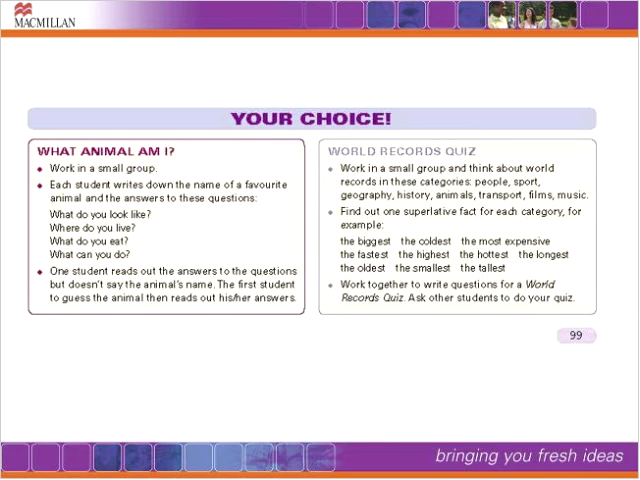 MACMILLAN
YOUR CHOICE!
WHAT ANIMAL AM I?
• Work in a small group.
• Each student writes down the name of a favourite
animal and the answers to these questions:
What do you look like?
Where do you live?
What do you eat?
What can you do?
• One student reads out the answers to the questions
but doesn't say the animal's name. The first student
to guess the animal then reads out his/her answers.
WORLD RECORDS QUIZ
• Work in a small group and think about world
records in these categories: people, sport,
geography, history, animals, transport, films, music.
• Find out one superlative fact for each category, for
example:
the biggest the coldest the most expensive
the fastest the highest the hottest the longest
the oldest the smallest the tallest
• Work together to write questions for a World
Records Quiz. Ask other students to do your quiz.
99
bringing you fresh ideas